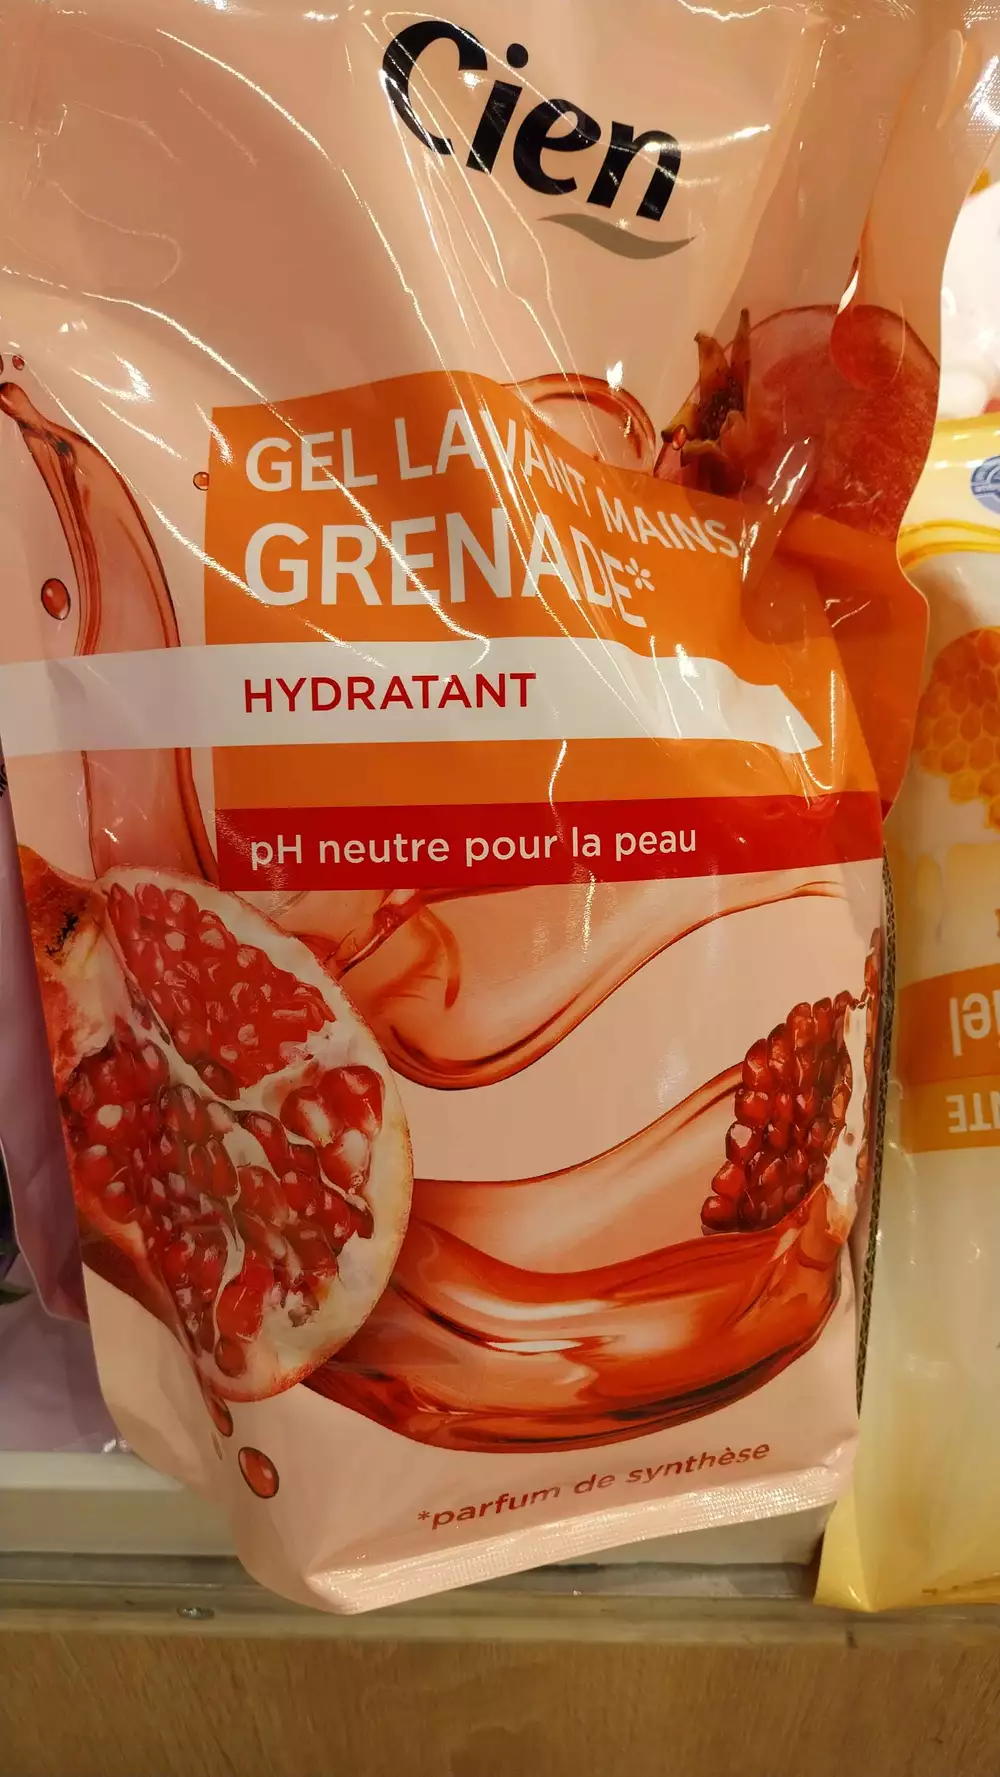 Cien
GEL LAVANT MAINS
GRENADE*
HYDRATANT
pH neutre pour la peau
*parfum de synthèse